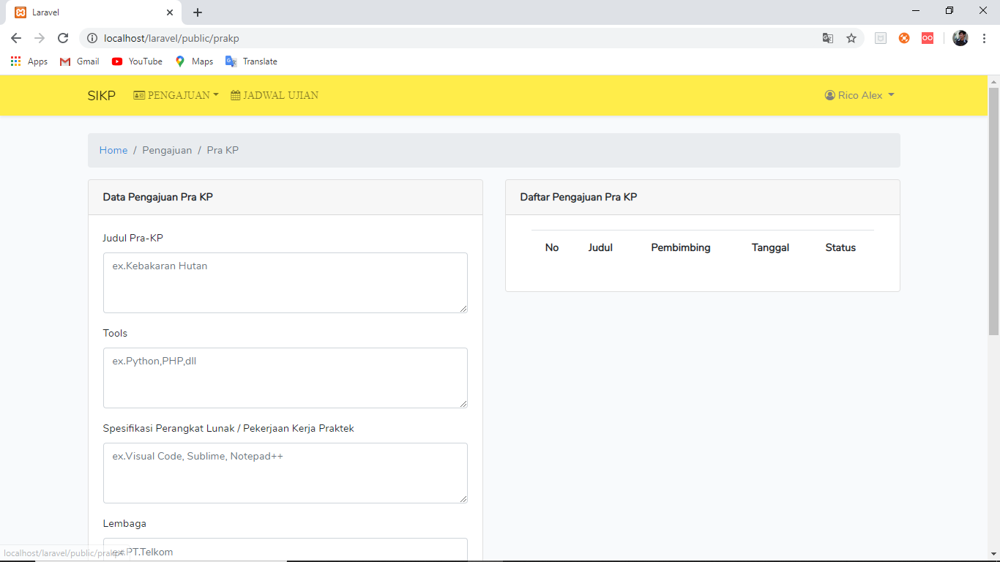 Laravel
localhost/laravel/public/prakp
Apps Gmail YouTube Maps Translate
SIKP PENGAJUAN JADWAL UJIAN Rico Alex
Home / Pengajuan / Pra KP
Data Pengajuan Pra KP
Judul Pra-KP
ex.Kebakaran Hutan
Tools
ex.Python,PHP,dll
Spesifikasi Perangkat Lunak / Pekerjaan Kerja Praktek
ex.Visual Code, Sublime, Notepad++
Lembaga
ex.PT.Telkom
Daftar Pengajuan Pra KP
No Judul Pembimbing Tanggal Status
localhost/laravel/public/prakp#